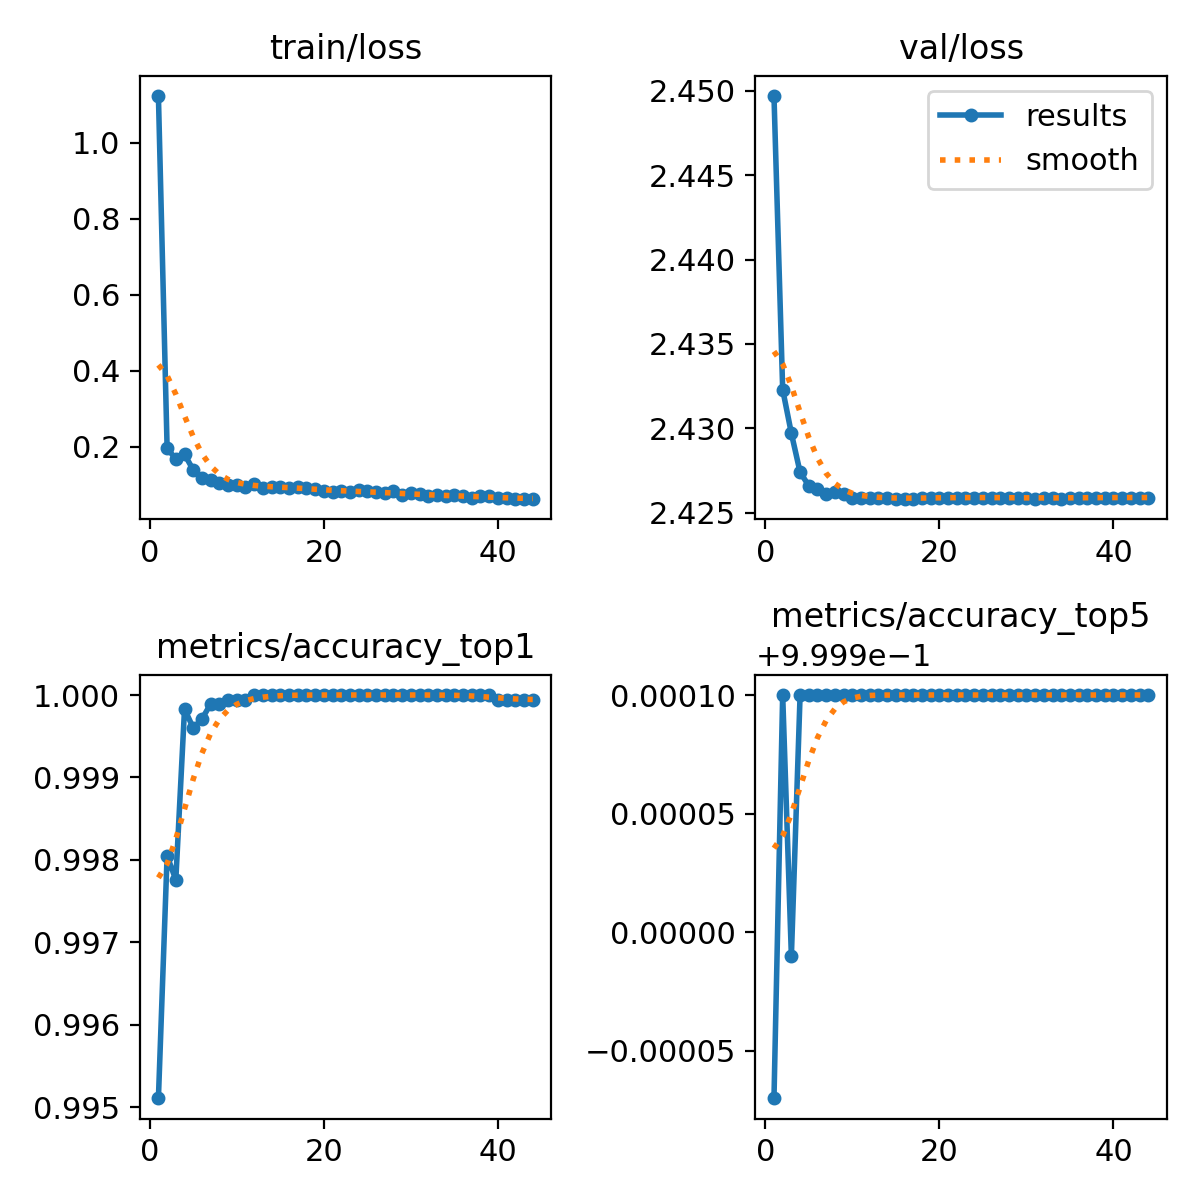 train/loss
1.0
0.8
0.6
0.4
0.2
0 20 40
val/loss
2.450
2.445
2.440
2.435
2.430
2.425
results
smooth
0 20 40
metrics/accuracy_top1
1.000
0.999
0.998
0.997
0.996
0.995
0 20 40
metrics/accuracy_top5
+9.999e−1
0.00010
0.00005
0.00000
−0.00005
0 20 40